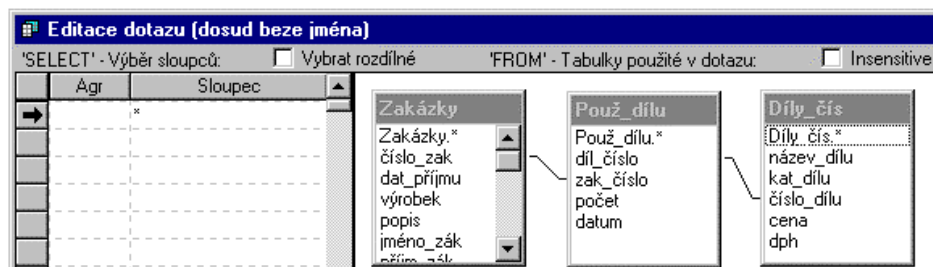 Editace dotazu (dosud beze jména)
'SELECT' - Výběr sloupců: Vybrat rozdílné 'FROM' - Tabulky použité v dotazu: Insensitive
Agr Sloupec
*
Zakázky
Zakázky.*
číslo_zak
dat_příjmu
výrobek
popis
jméno_zák
příjm_zák
Použ_dílu
Použ_dílu.*
díl_číslo
zak_číslo
počet
datum
Díly_čís
Díly_čís.*
název_dílu
kat_dílu
číslo_dílu
cena
dph